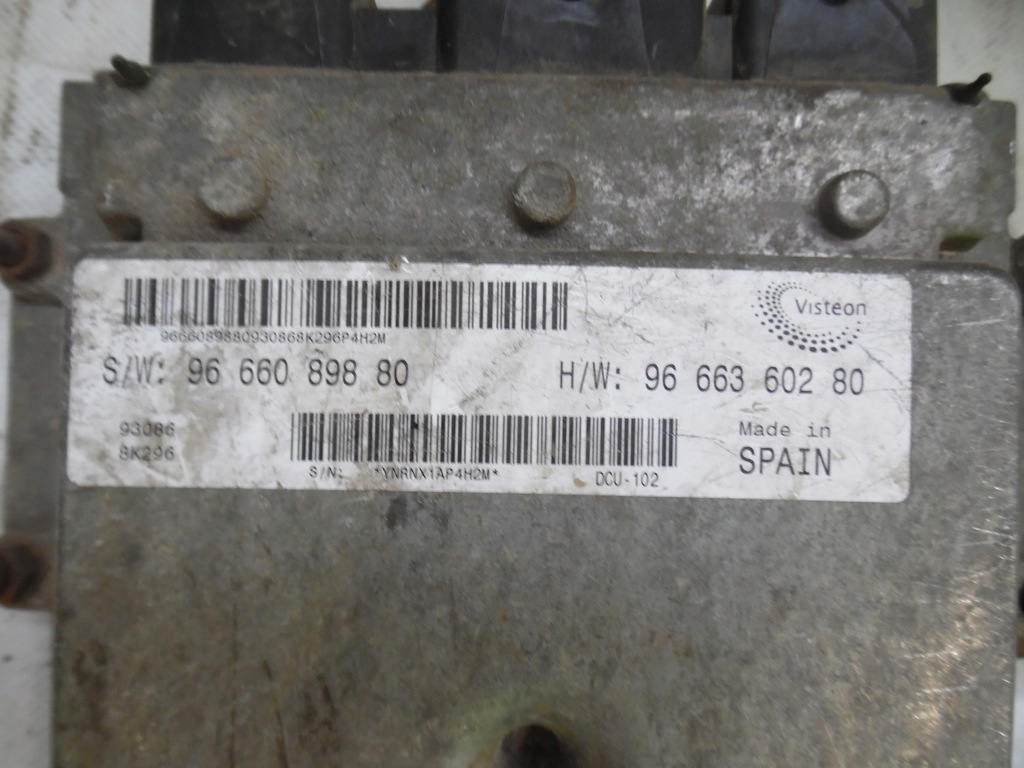 9666089880930868K296P4H2M
Visteon
S/W: 96 660 898 80
H/W: 96 663 602 80
93086
8K296
Made in
SPAIN
S/N: *YNRNX1AP4H2M*
DCU-102